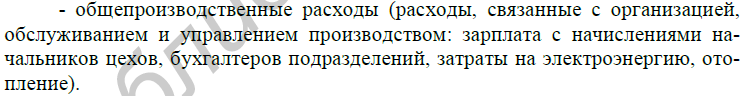 - общепроизводственные расходы (расходы, связанные с организацией,
обслуживанием и управлением производством: зарплата с начислениями на-
чальников цехов, бухгалтеров подразделений, затраты на электроэнергию, ото-
пление).